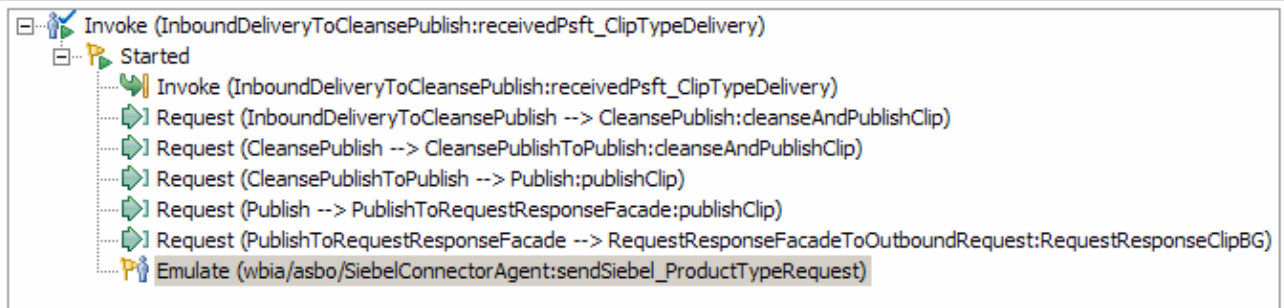 Invoke (InboundDeliveryToCleansePublish:receivedPsft_ClipTypeDelivery)
Started
Invoke (InboundDeliveryToCleansePublish:receivedPsft_ClipTypeDelivery)
Request (InboundDeliveryToCleansePublish --> CleansePublish:cleanseAndPublishClip)
Request (CleansePublish --> CleansePublishToPublish:cleanseAndPublishClip)
Request (CleansePublishToPublish --> Publish:publishClip)
Request (Publish --> PublishToRequestResponseFacade:publishClip)
Request (PublishToRequestResponseFacade --> RequestResponseFacadeToOutboundRequest:RequestResponseClipBG)
Emulate (wbia/asbo/SiebelConnectorAgent:sendSiebel_ProductTypeRequest)